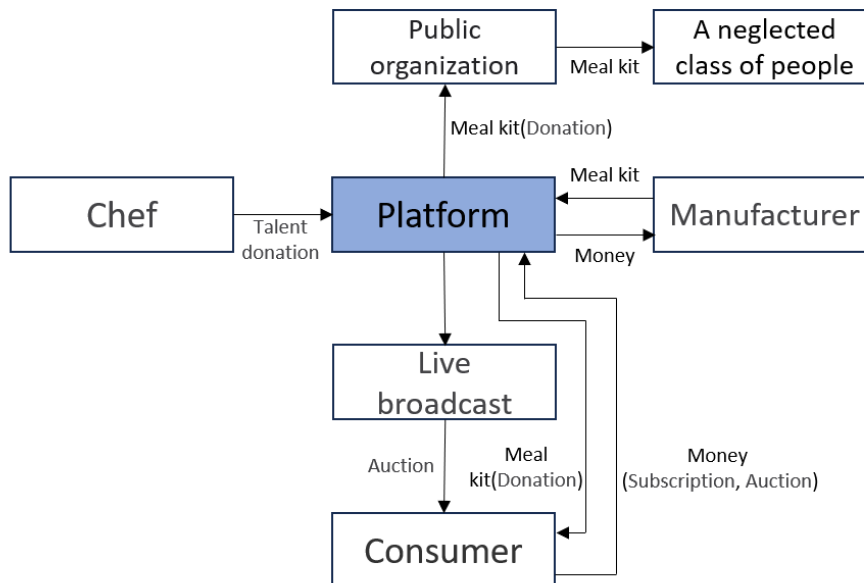 Public
organization
Meal kit
A neglected
class of people
Meal kit(Donation)
Chef
Talent
donation
Platform
Meal kit
Money
Manufacturer
Live
broadcast
Auction
Meal
kit(Donation)
Money
(Subscription, Auction)
Consumer